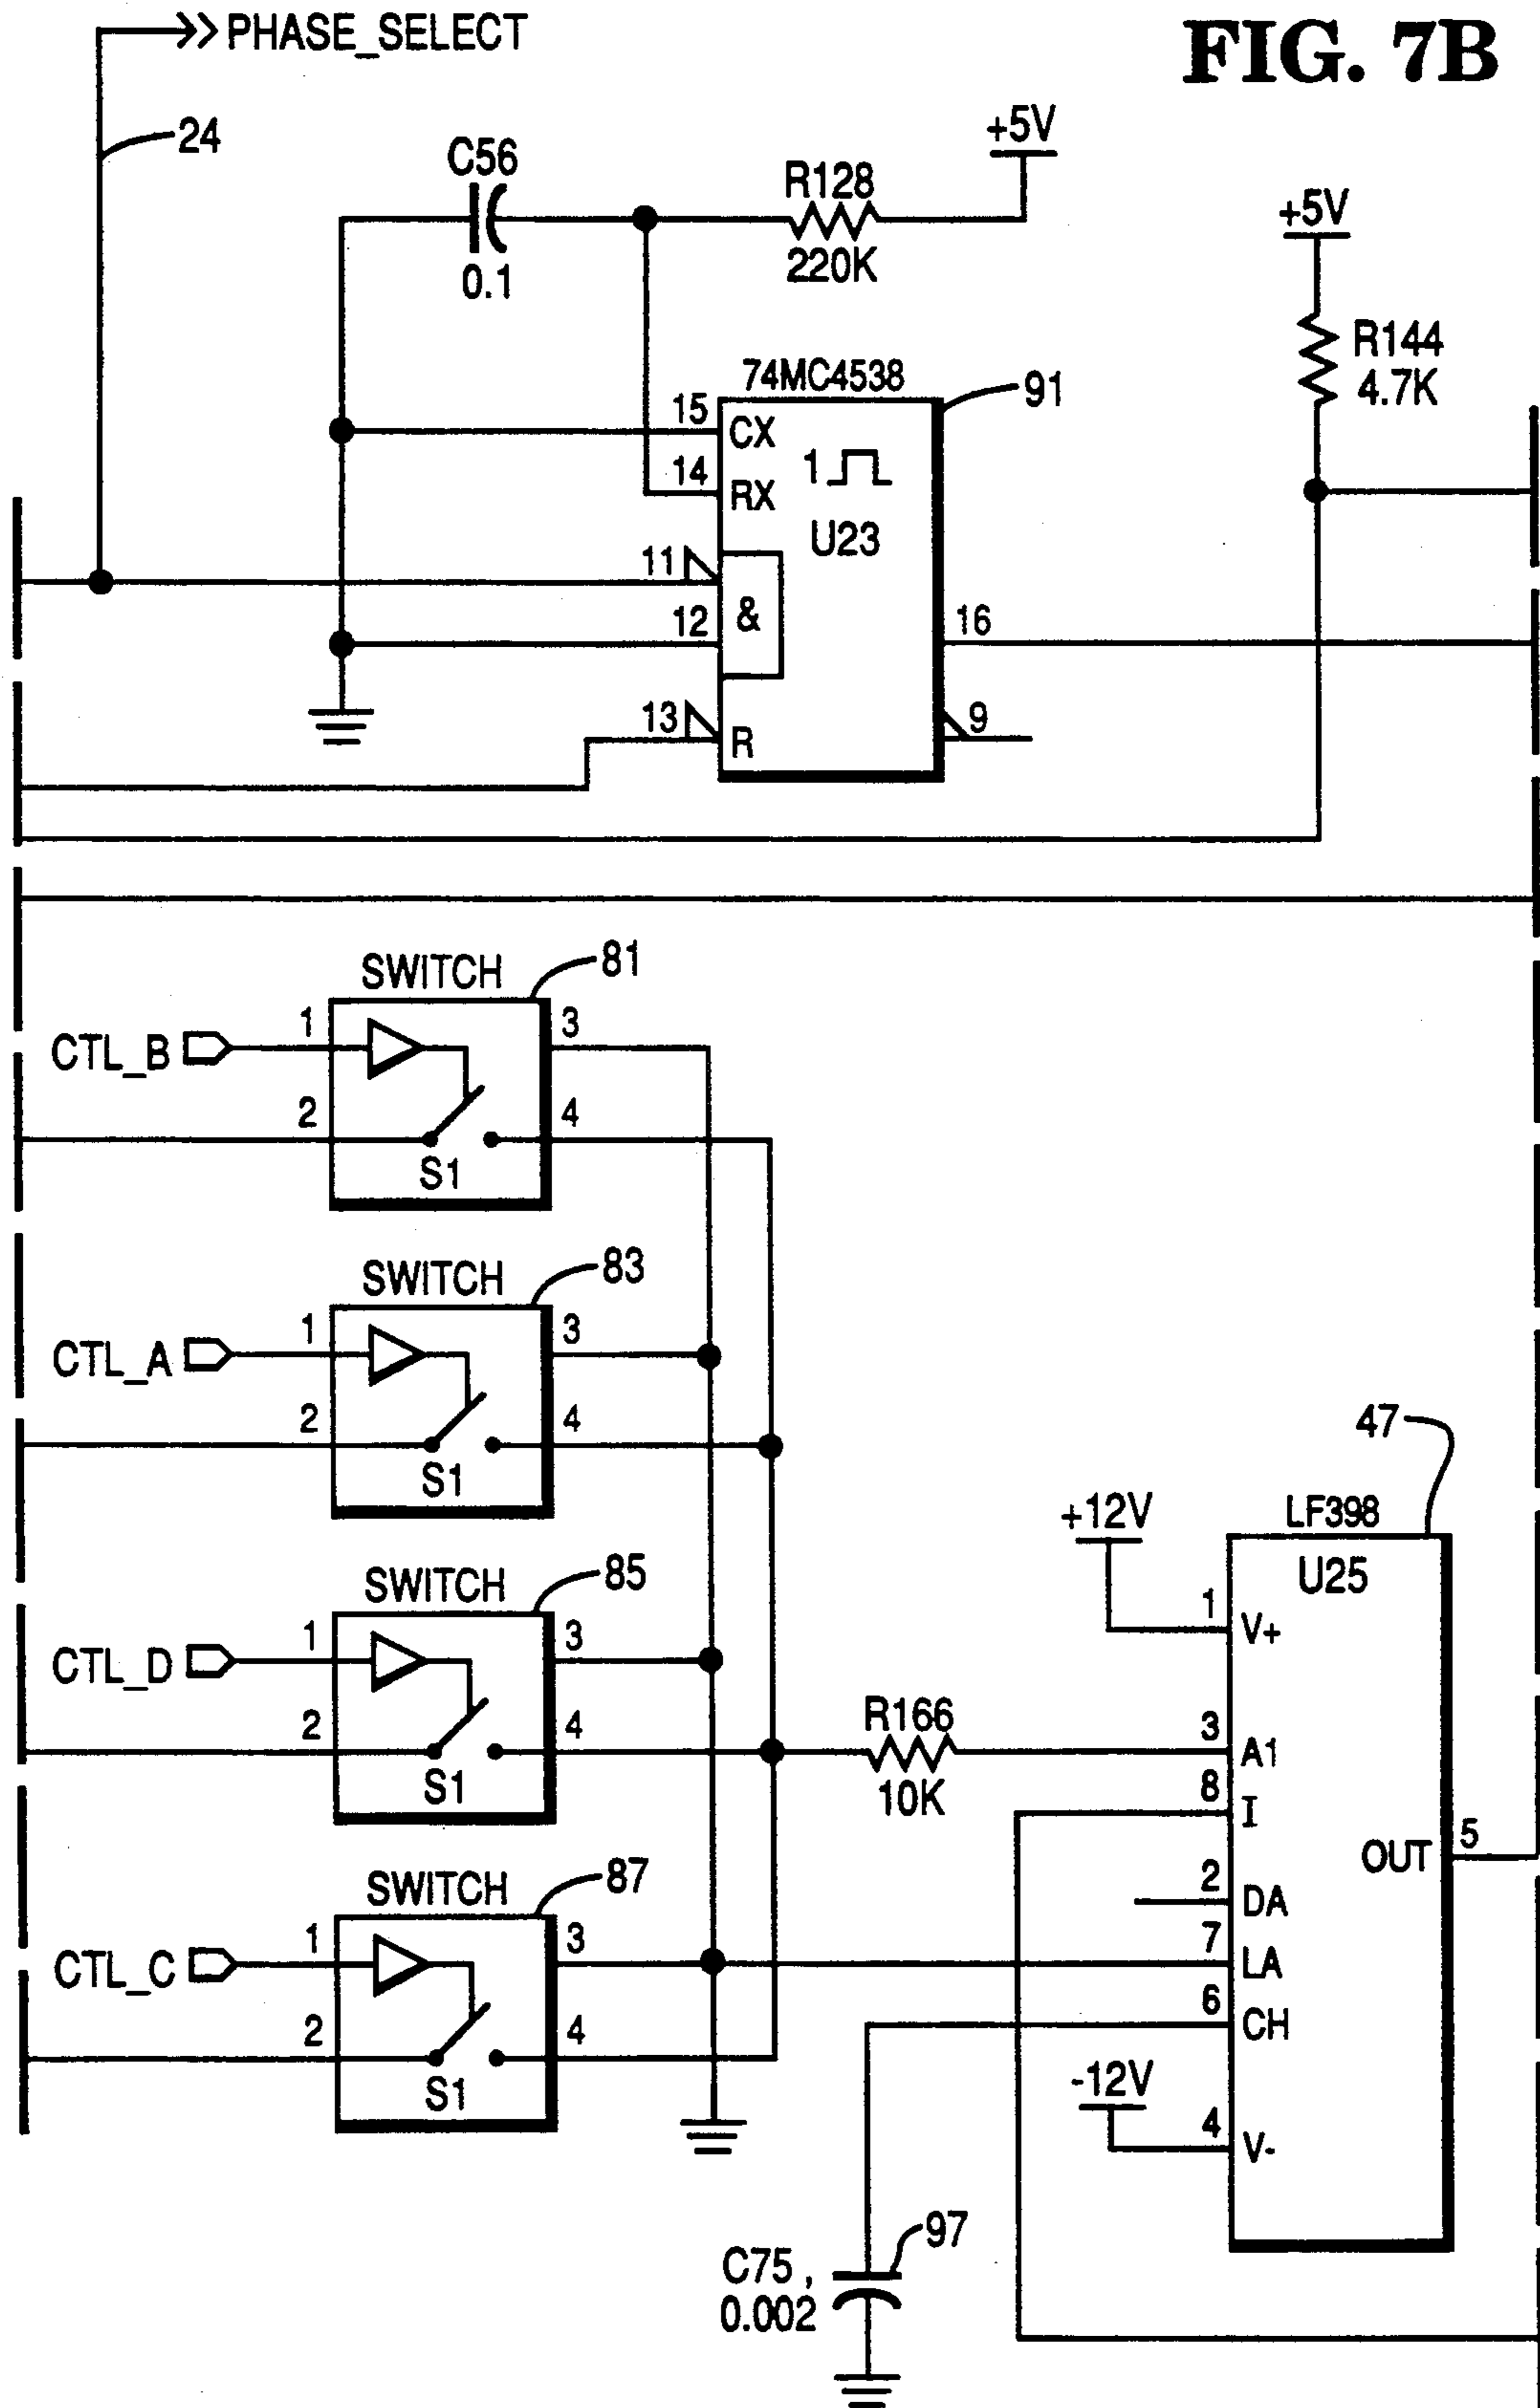 PHASE_SELECT
FIG. 7B
24
+5V
C56
R128
0.1
220K
+5V
R144
4.7K
74MC4538
91
15
CX
1
14
RX
U23
11
12
&
16
13
R
9
SWITCH
81
CTL_B
1
3
2
4
S1
SWITCH
83
CTL_A
1
3
2
4
S1
47
+12V
LF398
U25
SWITCH
85
1
V+
CTL_D
1
3
2
4
S1
R166
10K
3
A1
8
I
OUT
5
2
DA
SWITCH
87
7
LA
CTL_C
1
3
6
CH
2
4
S1
-12V
4
V-
97
C75,
0.002